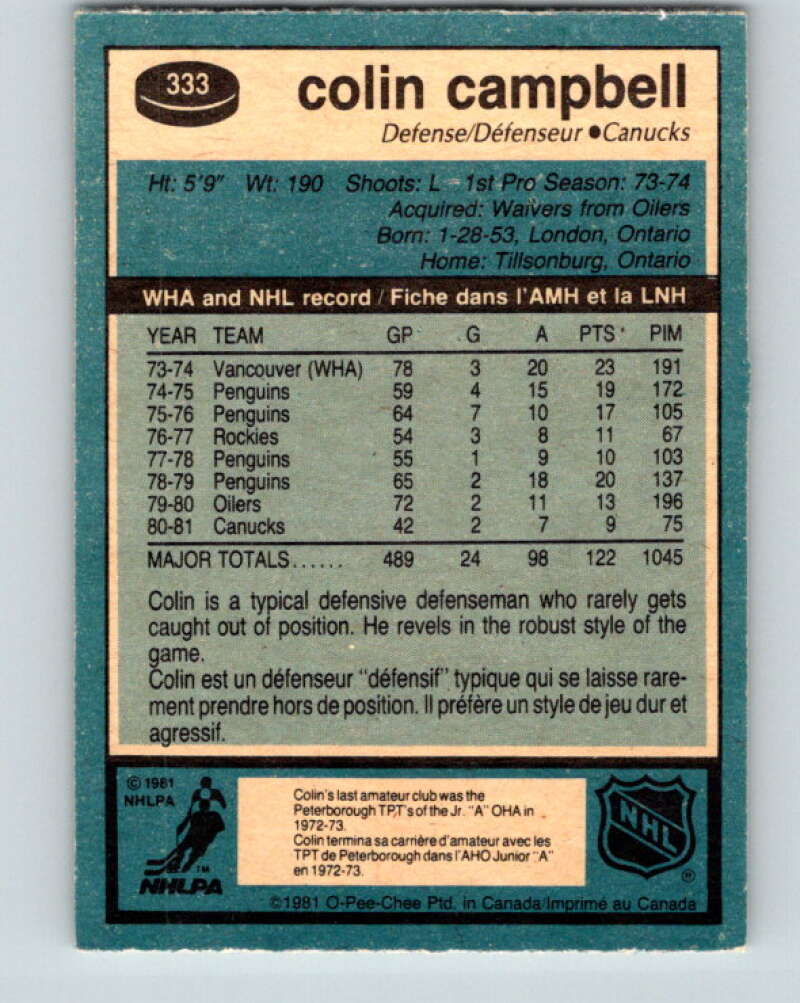 333
colin campbell
Defense/Défenseur ●Canucks
Ht: 5'9" Wt: 190 Shoots: L 1st Pro Season: 73-74
Acquired: Waivers from Oilers
Born: 1-28-53, London, Ontario
Home: Tillsonburg, Ontario
WHA and NHL record / Fiche dans l'AMH et la LNH
YEAR TEAM GP G A PTS PIM
73-74 Vancouver (WHA) 78 3 20 23 191
74-75 Penguins 59 4 15 19 172
75-76 Penguins 64 7 10 17 105
76-77 Rockies 54 3 8 11 67
77-78 Penguins 55 1 9 10 103
78-79 Penguins 65 2 18 20 137
79-80 Oilers 72 2 11 13 196
80-81 Canucks 42 2 7 9 75
MAJOR TOTALS...... 489 24 98 122 1045
Colin is a typical defensive defenseman who rarely gets
caught out of position. He revels in the robust style of the
game.
Colin est un défenseur "défensif" typique qui se laisse rare-
ment prendre hors de position. Il préfère un style de jeu dur et
agressif.
© 1981
NHLPA
TM
NHLPA
Colin's last amateur club was the
Peterborough TPT's of the Jr. "A" OHA in
1972-73.
Colin termina sa carrière d'amateur avec les
TPT de Peterborough dans l'AHO Junior "A"
en 1972-73.
NHL
®
©1981 O-Pee-Chee Ptd. in Canada/Imprimé au Canada